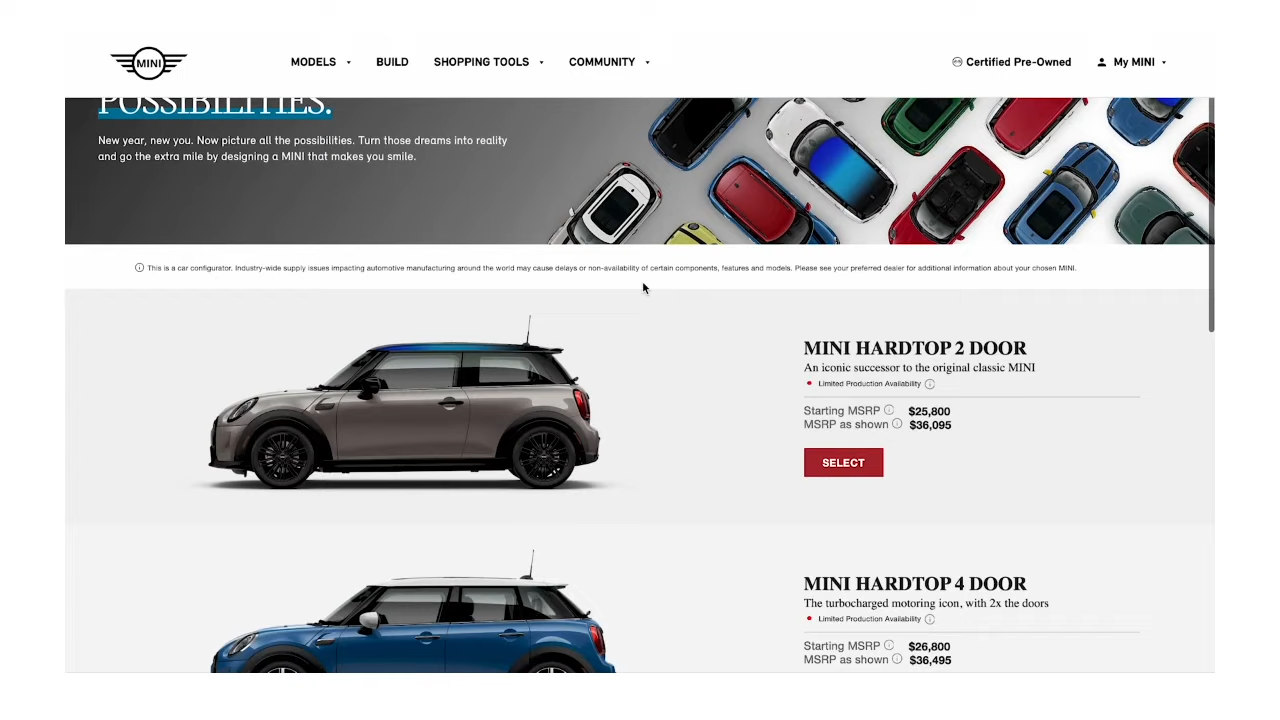 MINI
MODELS
BUILD
SHOPPING TOOLS
COMMUNITY
Certified Pre-Owned
My MINI
POSSIBILITIES.
New year, new you. Now picture all the possibilities. Turn those dreams into reality
and go the extra mile by designing a MINI that makes you smile.
This is a car configurator. Industry-wide supply issues impacting automotive manufacturing around the world may cause delays or non-availability of certain components, features and models. Please see your preferred dealer for additional information about your chosen MINI.
MINI HARDTOP 2 DOOR
An iconic successor to the original classic MINI
Limited Production Availability
Starting MSRP $25,800
MSRP as shown $36,095
SELECT
MINI HARDTOP 4 DOOR
The turbocharged motoring icon, with 2x the doors
Limited Production Availability
Starting MSRP $26,800
MSRP as shown $36,495